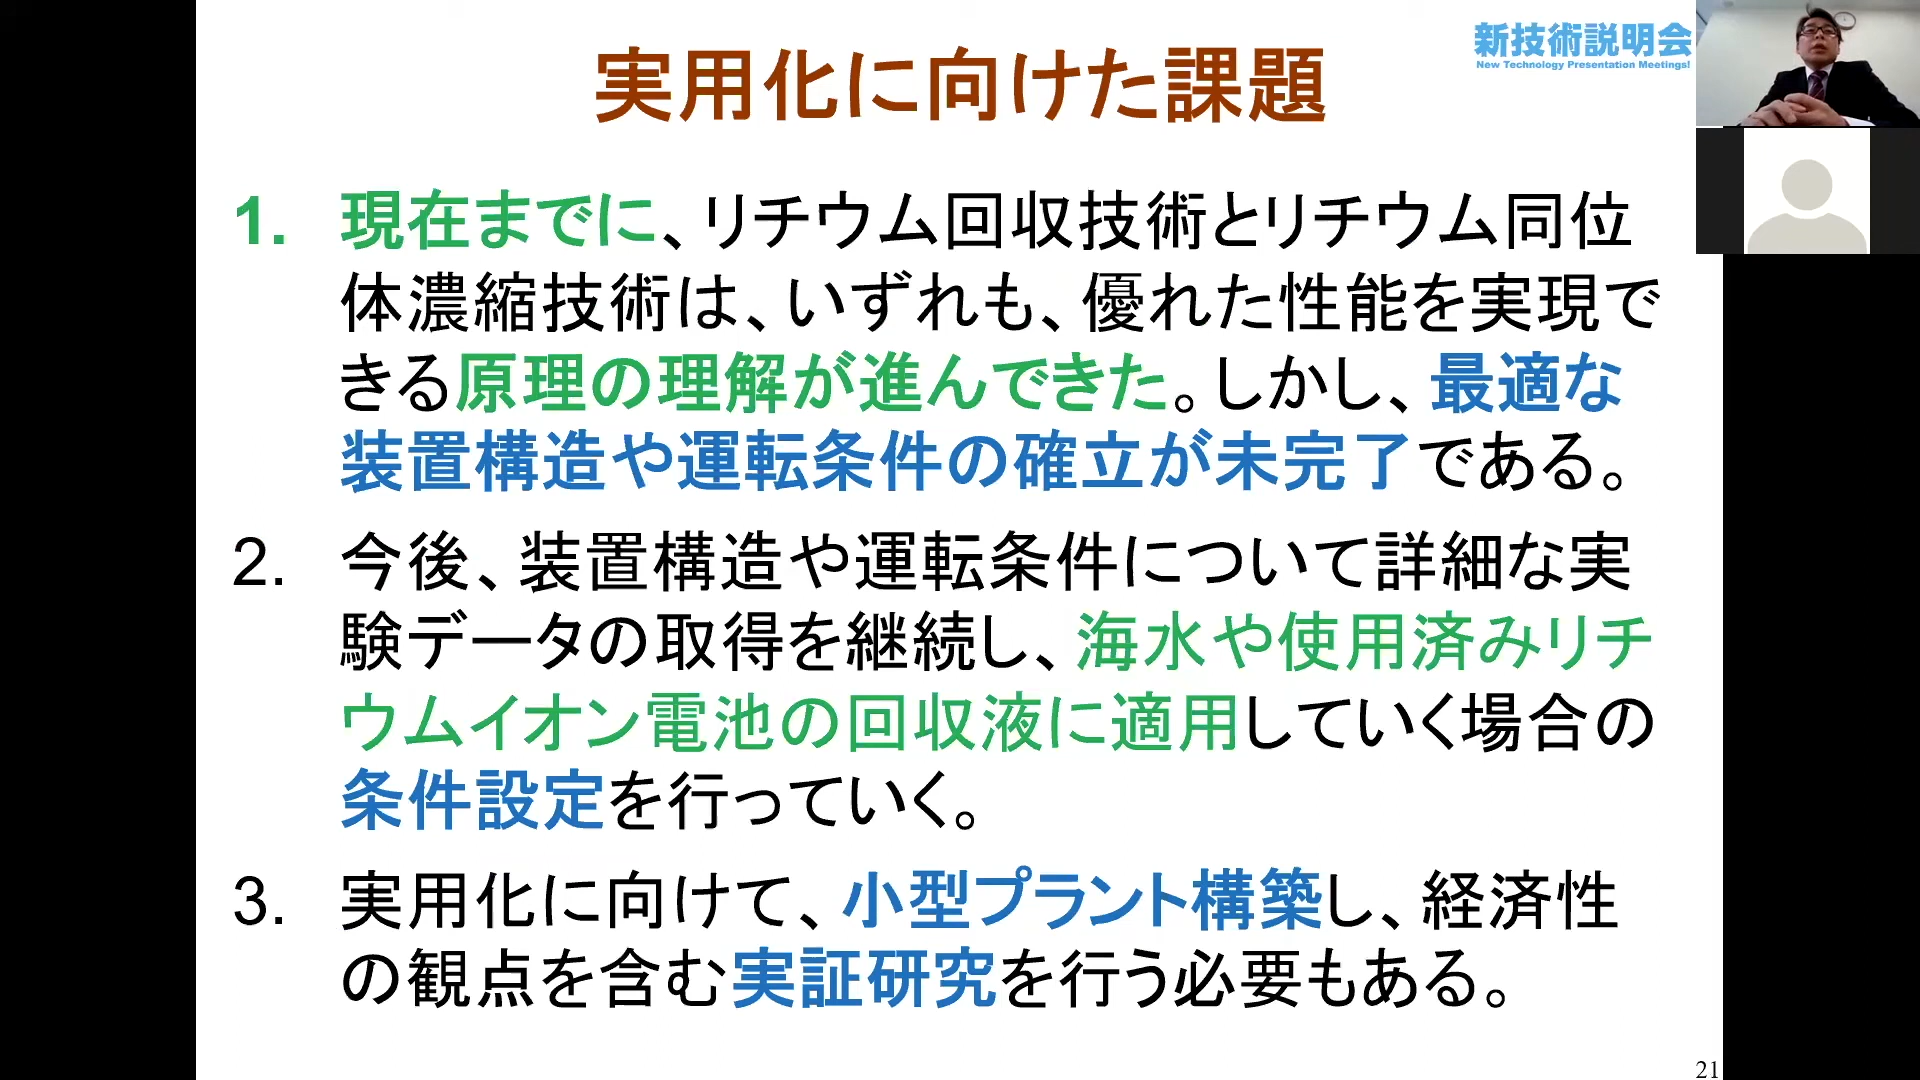 新技術説明会
New Technology Presentation Meetings!
実用化に向けた課題
1. 現在までに、リチウム回収技術とリチウム同位
体濃縮技術は、いずれも、優れた性能を実現で
きる原理の理解が進んできた。しかし、最適な
装置構造や運転条件の確立が未完了である。
2. 今後、装置構造や運転条件について詳細な実
験データの取得を継続し、海水や使用済みリチ
ウムイオン電池の回収液に適用していく場合の
条件設定を行っていく。
3. 実用化に向けて、小型プラント構築し、経済性
の観点を含む実証研究を行う必要もある。
21